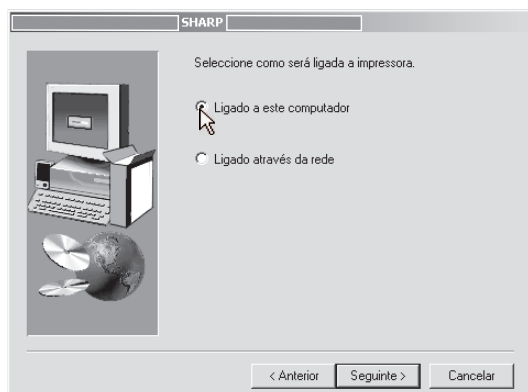 SHARP
Seleccione como será ligada a impressora.
Ligado a este computador
Ligado através da rede
< Anterior
Seguinte >
Cancelar